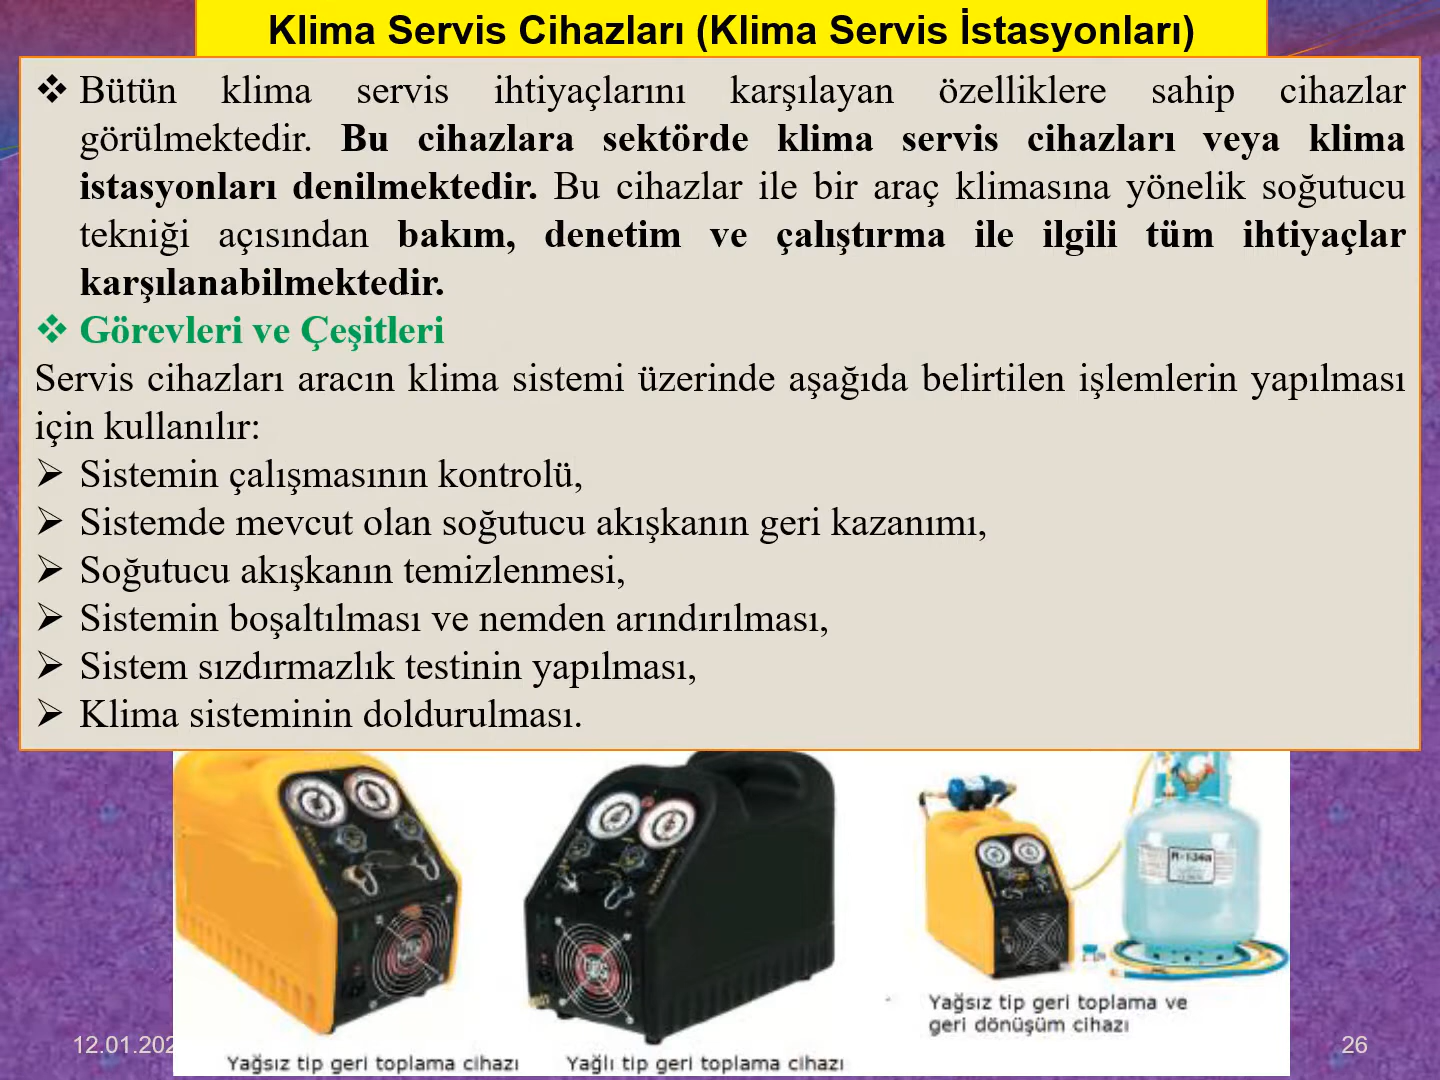 Klima Servis Cihazları (Klima Servis İstasyonları)
❖ Bütün klima servis ihtiyaçlarını karşılayan özelliklere sahip cihazlar
görülmektedir. Bu cihazlara sektörde klima servis cihazları veya klima
istasyonları denilmektedir. Bu cihazlar ile bir araç klimasına yönelik soğutucu
tekniği açısından bakım, denetim ve çalıştırma ile ilgili tüm ihtiyaçlar
karşılanabilmektedir.
❖ Görevleri ve Çeşitleri
Servis cihazları aracın klima sistemi üzerinde aşağıda belirtilen işlemlerin yapılması
için kullanılır:
➢ Sistemin çalışmasının kontrolü,
➢ Sistemde mevcut olan soğutucu akışkanın geri kazanımı,
➢ Soğutucu akışkanın temizlenmesi,
➢ Sistemin boşaltılması ve nemden arındırılması,
➢ Sistem sızdırmazlık testinin yapılması,
➢ Klima sisteminin doldurulması.
R-134a
Yağsız tip geri toplama ve
geri dönüşüm cihazı
12.01.202
26
Yağsız tip geri toplama cihazı
Yağlı tip geri toplama cihazı